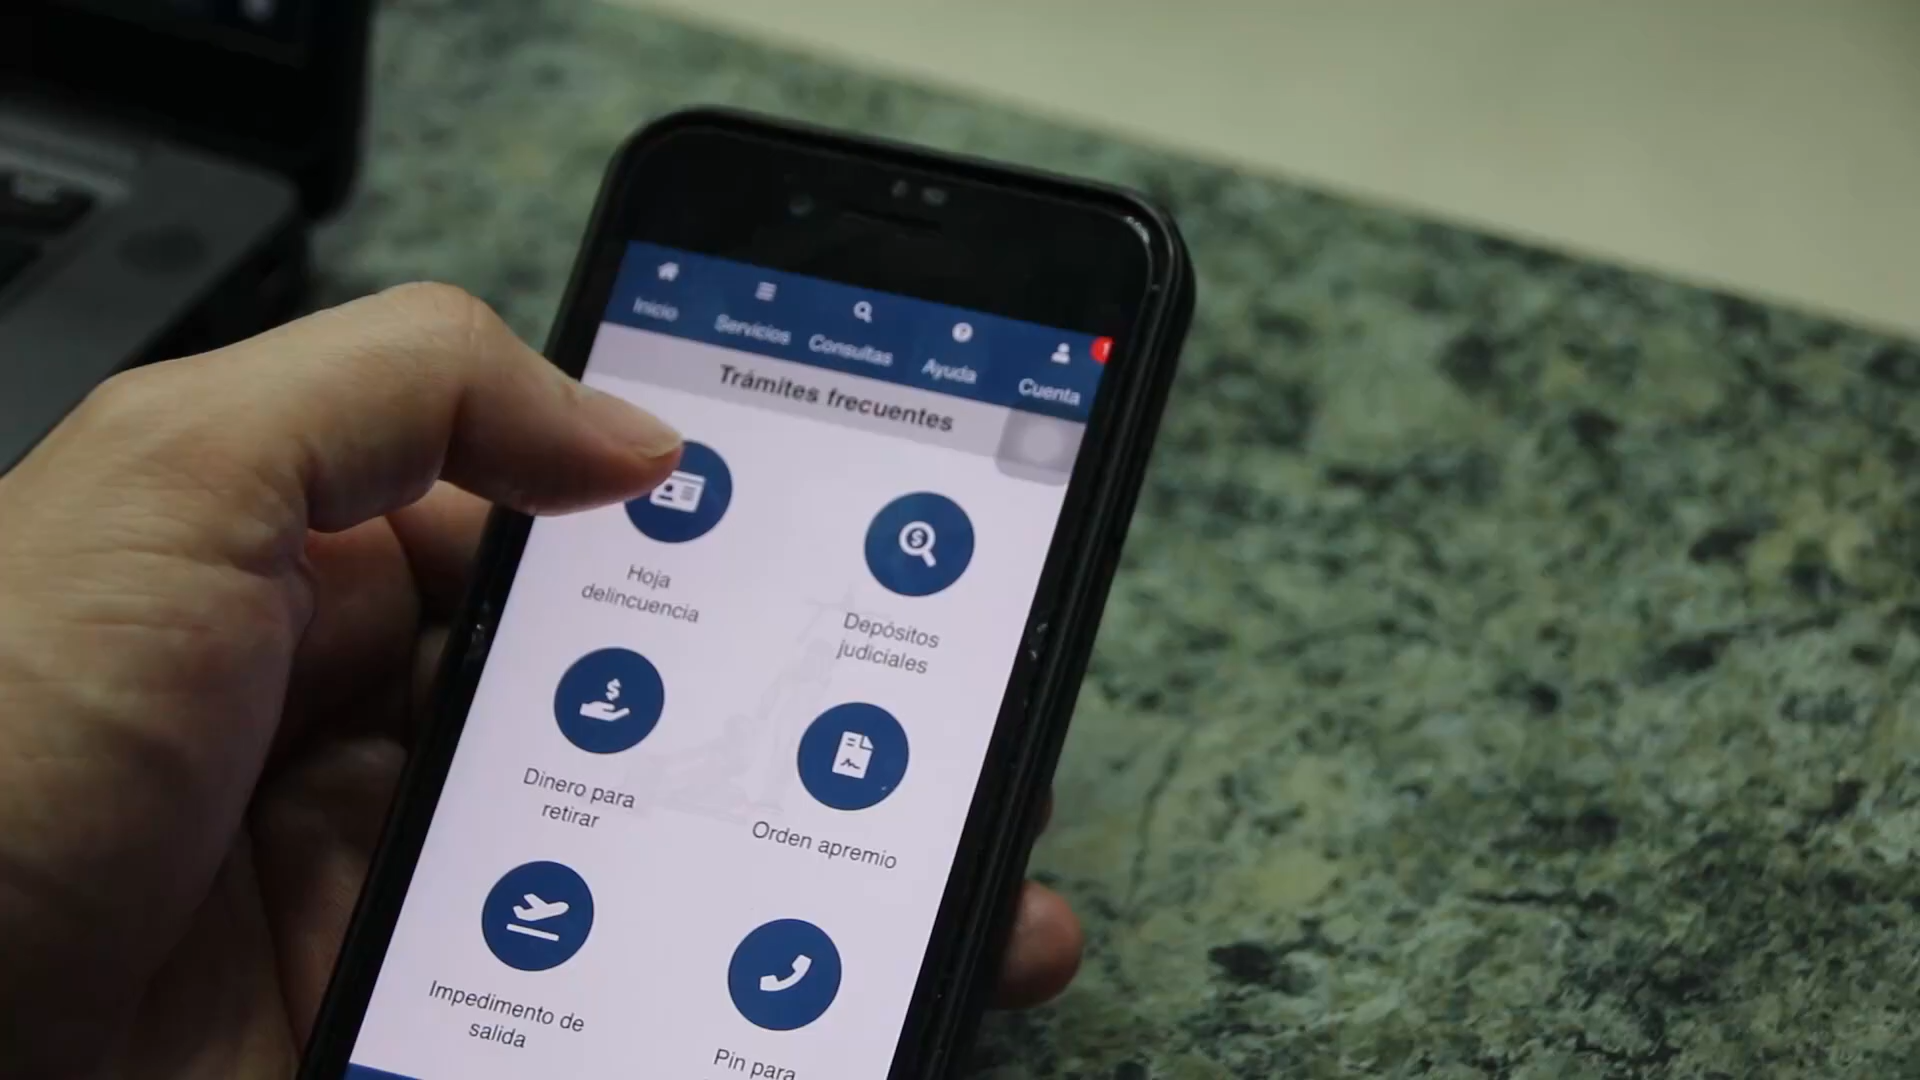 Inicio
Servicios
Consultas
Ayuda
Cuenta
1
Trámites frecuentes
Hoja
delincuencia
Depósitos
judiciales
Dinero para
retirar
Orden apremio
Impedimento de
salida
Pin para